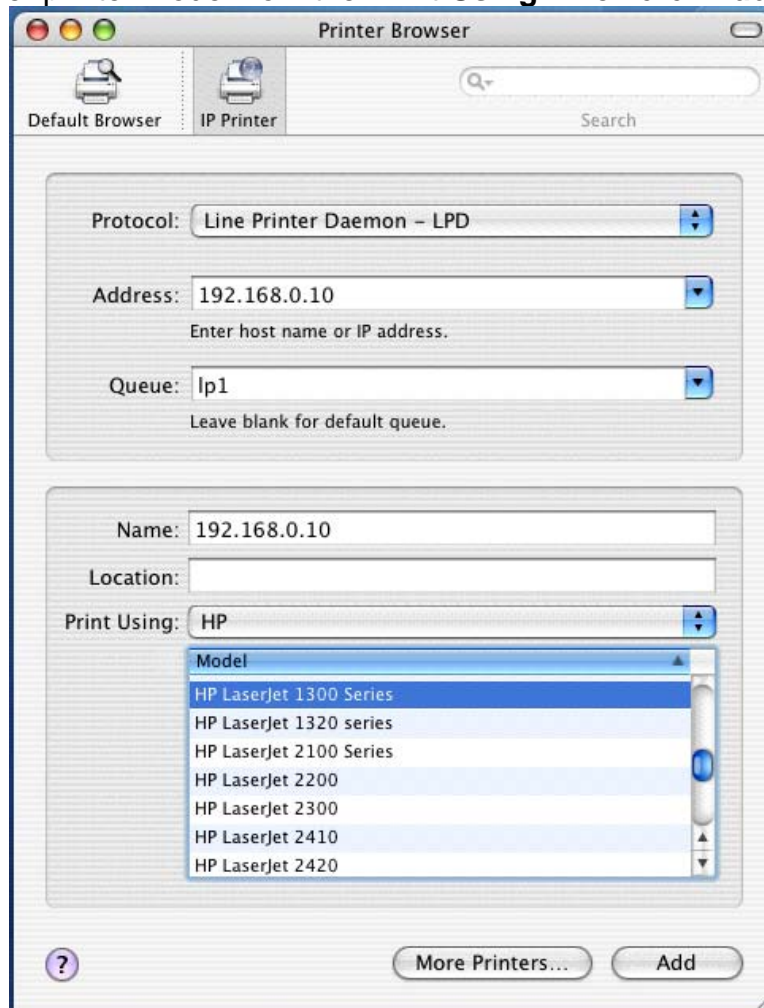 Printer Browser
Default Browser
IP Printer
Search
Protocol: Line Printer Daemon – LPD
Address: 192.168.0.10
Enter host name or IP address.
Queue: lp1
Leave blank for default queue.
Name: 192.168.0.10
Location:
Print Using: HP
Model
HP LaserJet 1300 Series
HP LaserJet 1320 series
HP LaserJet 2100 Series
HP LaserJet 2200
HP LaserJet 2300
HP LaserJet 2410
HP LaserJet 2420
?
More Printers... Add